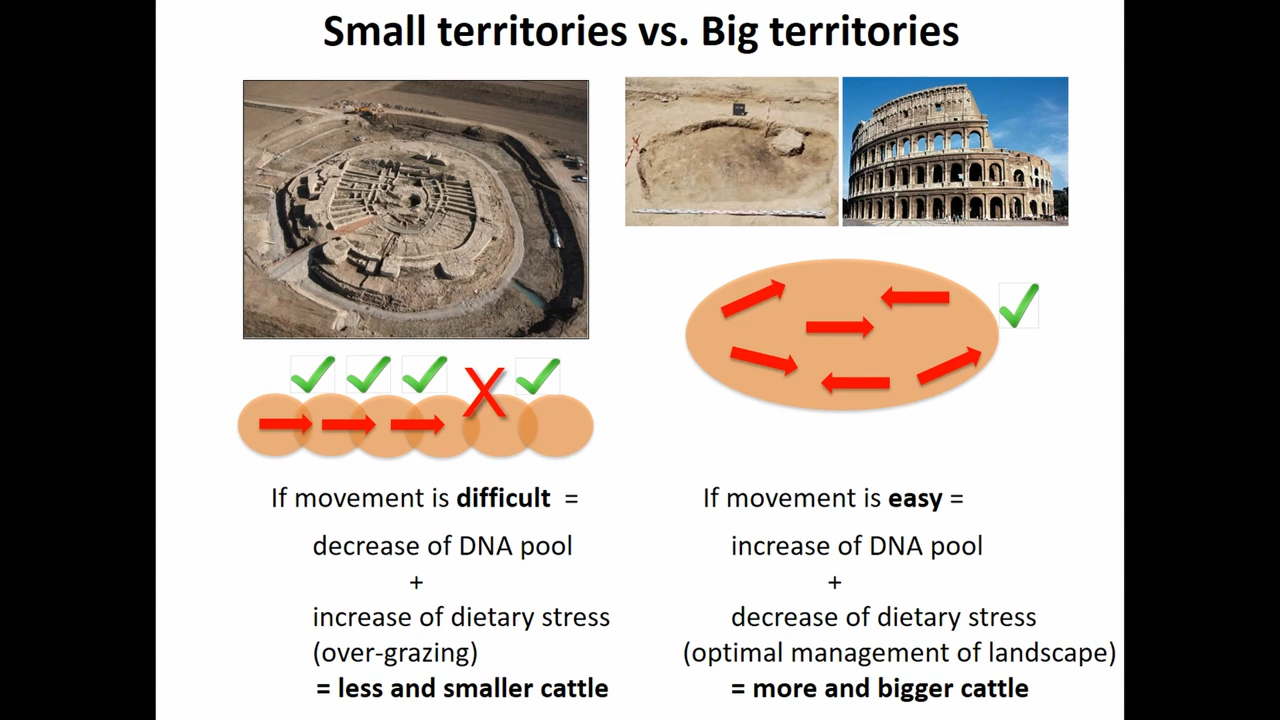 Small territories vs. Big territories
X
If movement is difficult =
decrease of DNA pool
+
increase of dietary stress
(over-grazing)
= less and smaller cattle
If movement is easy =
increase of DNA pool
+
decrease of dietary stress
(optimal management of landscape)
= more and bigger cattle